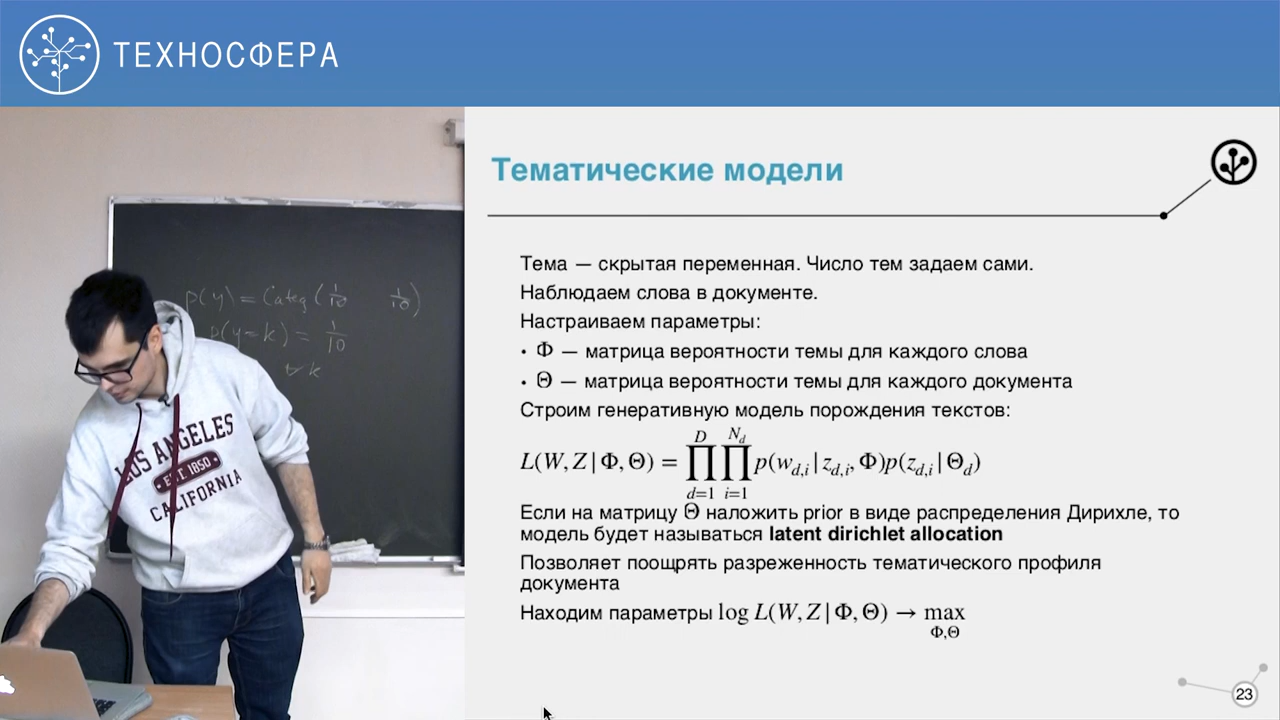 ТЕХНОСФЕРА
Тематические модели
p(y) = Categ(1/10 1/10)
p(y=k) = 1/10
∀ k
LOS ANGELES
EST. 1850
CALIFORNIA
Тема — скрытая переменная. Число тем задаем сами.
Наблюдаем слова в документе.
Настраиваем параметры:
• Φ — матрица вероятности темы для каждого слова
• Θ — матрица вероятности темы для каждого документа
Строим генеративную модель порождения текстов:
L(W, Z | Φ, Θ) = ∏_{d=1}^{D} ∏_{i=1}^{N_d} p(w_{d,i} | z_{d,i}, Φ)p(z_{d,i} | Θ_d)
Если на матрицу Θ наложить prior в виде распределения Дирихле, то
модель будет называться latent dirichlet allocation
Позволяет поощрять разреженность тематического профиля
документа
Находим параметры log L(W, Z | Φ, Θ) → max_{Φ,Θ}
23